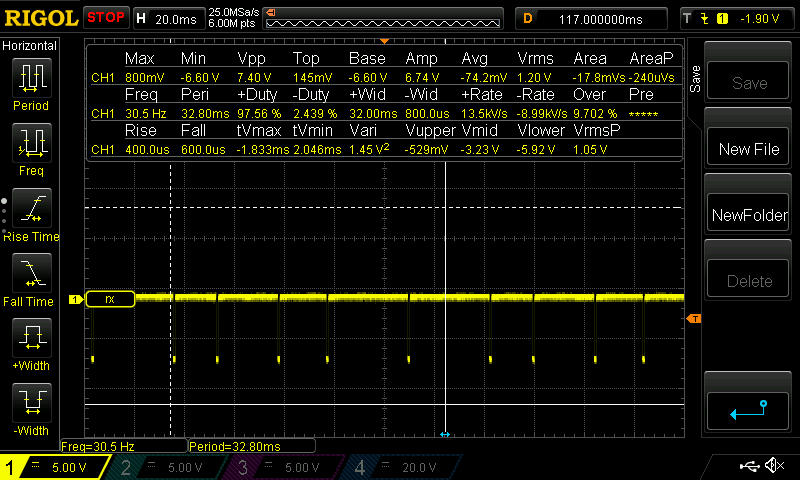 RIGOL STOP H 20.0ms 25.0MSa/s 6.00M pts D 117.000000ms T 1 -1.90 V
Horizontal
Period
Freq
Rise Time
Fall Time
+Width
-Width
Max Min Vpp Top Base Amp Avg Vrms Area AreaP
CH1 800mV -6.60 V 7.40 V 145mV -6.60 V 6.74 V -74.2mV 1.20 V -17.8mVs -240uVs
Freq Peri +Duty -Duty +Wid -Wid +Rate -Rate Over Pre
CH1 30.5 Hz 32.80ms 97.56 % 2.439 % 32.00ms 800.0us 13.5kV/s -8.99kV/s 9.702 % *****
Rise Fall tVmax tVmin Vari Vupper Vmid Vlower VrmsP
CH1 400.0us 600.0us -1.833ms 2.046ms 1.45 V² -529mV -3.23 V -5.92 V 1.05 V
1 rx
T
Freq=30.5 Hz Period=32.80ms
Save
Save
New File
NewFolder
Delete
1 5.00 V 2 5.00 V 3 5.00 V 4 20.0 V